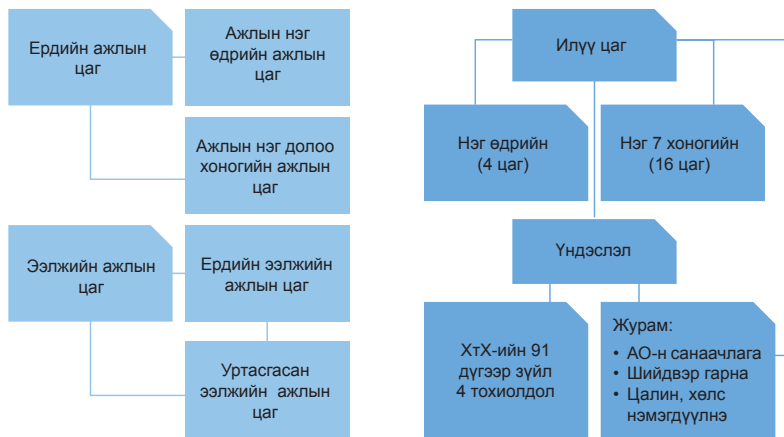 Ердийн ажлын
цаг
Ажлын нэг
өдрийн ажлын
цаг
Ажлын нэг долоо
хоногийн ажлын
цаг
Ээлжийн ажлын
цаг
Ердийн ээлжийн
ажлын цаг
Уртасгасан
ээлжийн ажлын
цаг
Илүү цаг
Нэг өдрийн
(4 цаг)
Нэг 7 хоногийн
(16 цаг)
Үндэслэл
ХтХ-ийн 91
дүгээр зүйл
4 тохиолдол
Журам:
• АО-н санаачлага
• Шийдвэр гарна
• Цалин, хөлс
нэмэгдүүлнэ